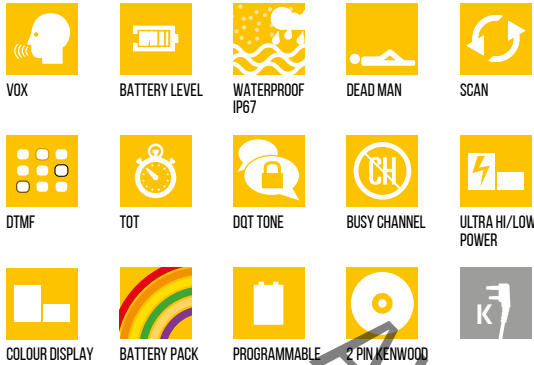 VOX
BATTERY LEVEL
WATERPROOF
IP67
DEAD MAN
SCAN
DTMF
TOT
DQT TONE
CH
BUSY CHANNEL
ULTRA HI/LOW
POWER
K
COLOUR DISPLAY
BATTERY PACK
PROGRAMMABLE
2 PIN KENWOOD